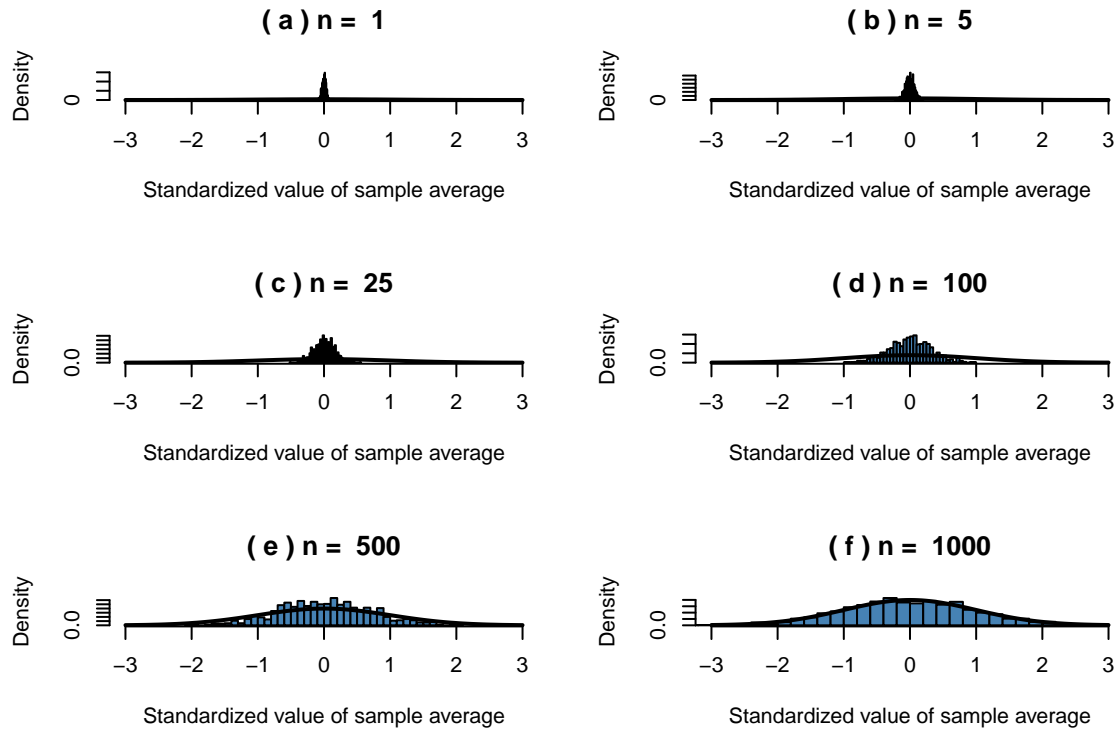 ( a ) n = 1
Density
0
−3 −2 −1 0 1 2 3
Standardized value of sample average
( b ) n = 5
Density
0
−3 −2 −1 0 1 2 3
Standardized value of sample average
( c ) n = 25
Density
0.0
−3 −2 −1 0 1 2 3
Standardized value of sample average
( d ) n = 100
Density
0.0
−3 −2 −1 0 1 2 3
Standardized value of sample average
( e ) n = 500
Density
0.0
−3 −2 −1 0 1 2 3
Standardized value of sample average
( f ) n = 1000
Density
0.0
−3 −2 −1 0 1 2 3
Standardized value of sample average